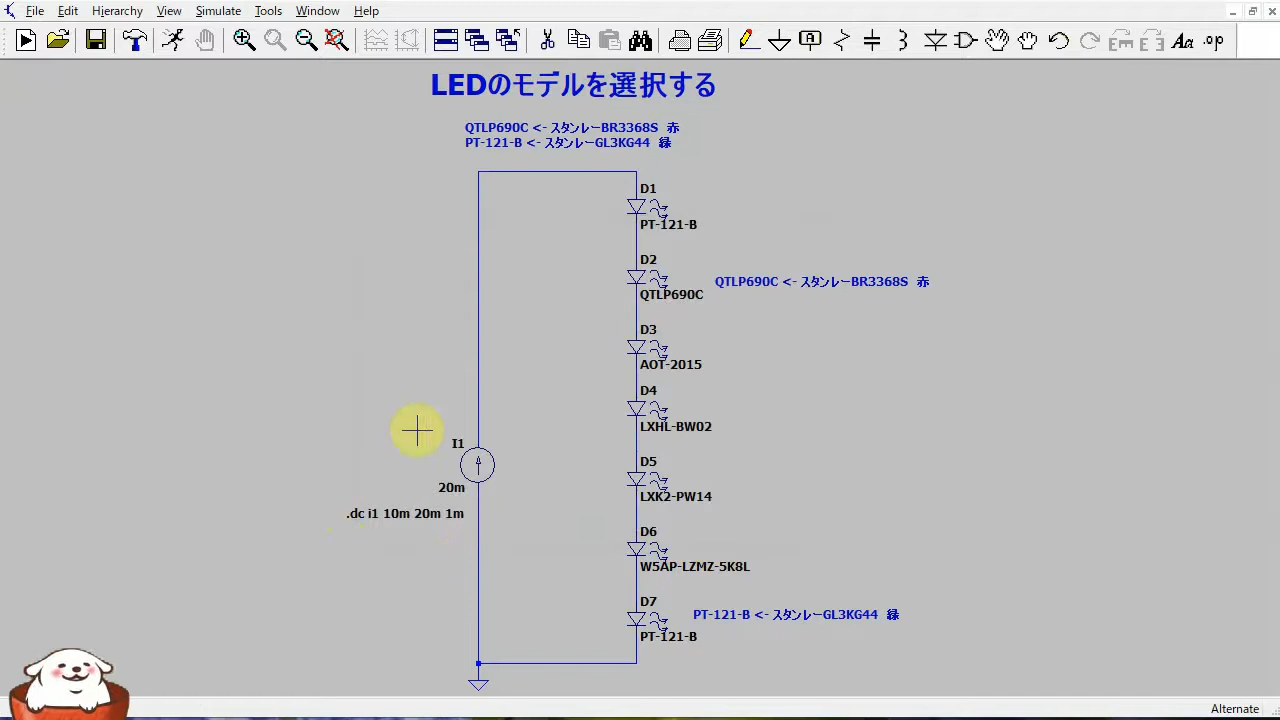 File Edit Hierarchy View Simulate Tools Window Help
LEDのモデルを選択する
QTLP690C <- スタンレーBR3368S 赤
PT-121-B <- スタンレーGL3KG44 緑
D1
PT-121-B
D2
QTLP690C <- スタンレーBR3368S 赤
QTLP690C
D3
AOT-2015
D4
LXHL-BW02
I1
D5
20m
LXK2-PW14
.dc i1 10m 20m 1m
D6
W5AP-LZMZ-5K8L
D7
PT-121-B <- スタンレーGL3KG44 緑
PT-121-B
Alternate